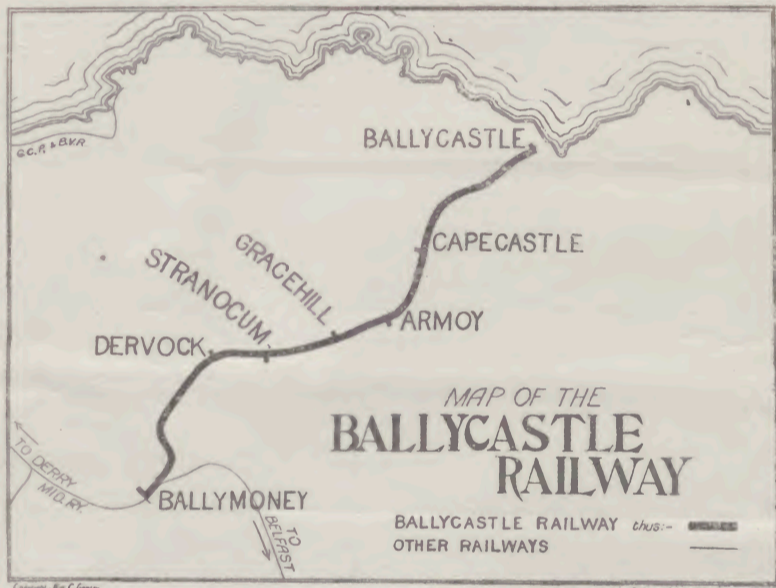 G.C.P. & B.V.R.
BALLYCASTLE
CAPECASTLE
GRACEHILL
STRANOCUM
ARMOY
DERVOCK
MAP OF THE
BALLYCASTLE
RAILWAY
TO DERRY
MID. RY.
BALLYMONEY
TO
BELFAST
BALLYCASTLE RAILWAY thus:-
OTHER RAILWAYS